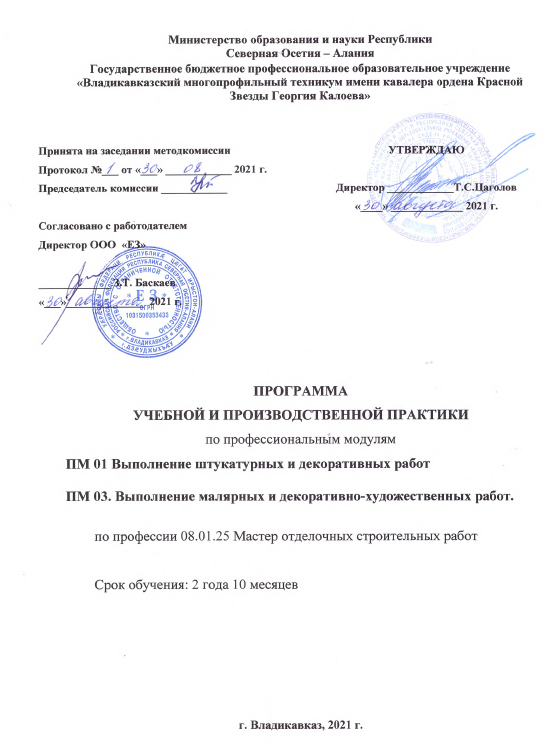 Министерство образования и науки Республики
Северная Осетия – Алания
Государственное бюджетное профессиональное образовательное учреждение
«Владикавказский многопрофильный техникум имени кавалера ордена Красной
Звезды Георгия Калоева»
Принята на заседании методкомиссии
УТВЕРЖДАЮ
Протокол № 1 от «30» 08 2021 г.
Председатель комиссии
Директор Т.С.Цаголов
«30» августа 2021 г.
Согласовано с работодателем
Директор ООО «ЕЗ»
З.Т. Баскаев
«30» августа 2021 г.
ЕЗ
ОГРН
1031500353433
ПРОГРАММА
УЧЕБНОЙ И ПРОИЗВОДСТВЕННОЙ ПРАКТИКИ
по профессиональным модулям
ПМ 01 Выполнение штукатурных и декоративных работ
ПМ 03. Выполнение малярных и декоративно-художественных работ.
по профессии 08.01.25 Мастер отделочных строительных работ
Срок обучения: 2 года 10 месяцев
г. Владикавказ, 2021 г.